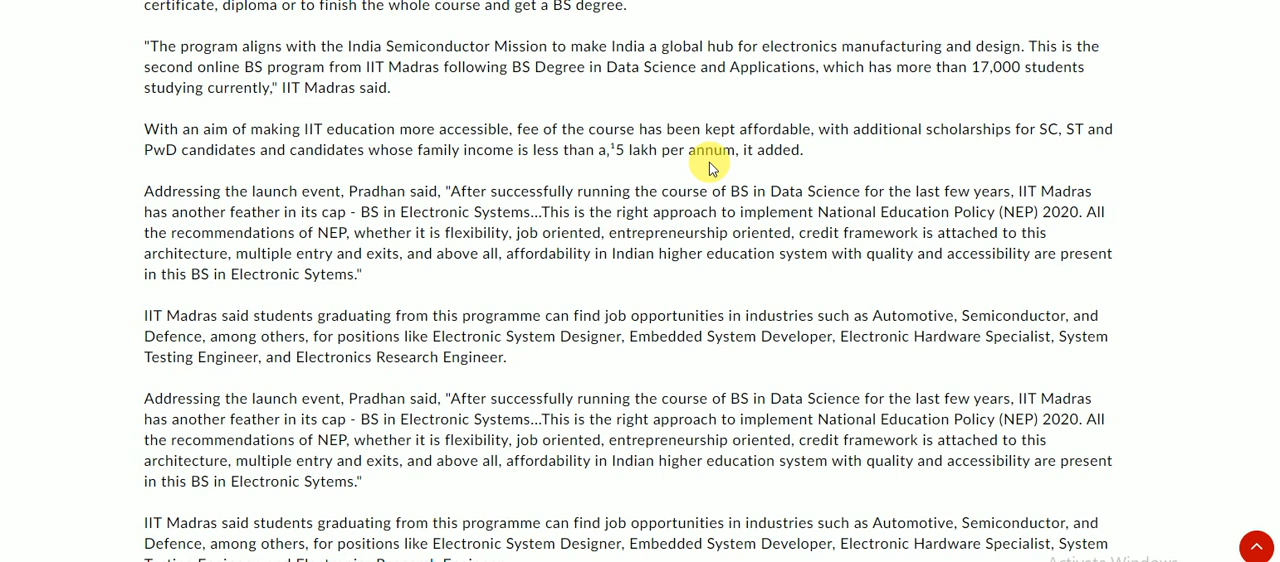 certificate, diploma or to finish the whole course and get a BS degree.
"The program aligns with the India Semiconductor Mission to make India a global hub for electronics manufacturing and design. This is the
second online BS program from IIT Madras following BS Degree in Data Science and Applications, which has more than 17,000 students
studying currently," IIT Madras said.
With an aim of making IIT education more accessible, fee of the course has been kept affordable, with additional scholarships for SC, ST and
PwD candidates and candidates whose family income is less than a,¹5 lakh per annum, it added.
Addressing the launch event, Pradhan said, "After successfully running the course of BS in Data Science for the last few years, IIT Madras
has another feather in its cap - BS in Electronic Systems...This is the right approach to implement National Education Policy (NEP) 2020. All
the recommendations of NEP, whether it is flexibility, job oriented, entrepreneurship oriented, credit framework is attached to this
architecture, multiple entry and exits, and above all, affordability in Indian higher education system with quality and accessibility are present
in this BS in Electronic Sytems."
IIT Madras said students graduating from this programme can find job opportunities in industries such as Automotive, Semiconductor, and
Defence, among others, for positions like Electronic System Designer, Embedded System Developer, Electronic Hardware Specialist, System
Testing Engineer, and Electronics Research Engineer.
Addressing the launch event, Pradhan said, "After successfully running the course of BS in Data Science for the last few years, IIT Madras
has another feather in its cap - BS in Electronic Systems...This is the right approach to implement National Education Policy (NEP) 2020. All
the recommendations of NEP, whether it is flexibility, job oriented, entrepreneurship oriented, credit framework is attached to this
architecture, multiple entry and exits, and above all, affordability in Indian higher education system with quality and accessibility are present
in this BS in Electronic Sytems."
IIT Madras said students graduating from this programme can find job opportunities in industries such as Automotive, Semiconductor, and
Defence, among others, for positions like Electronic System Designer, Embedded System Developer, Electronic Hardware Specialist, System
Activate Windows